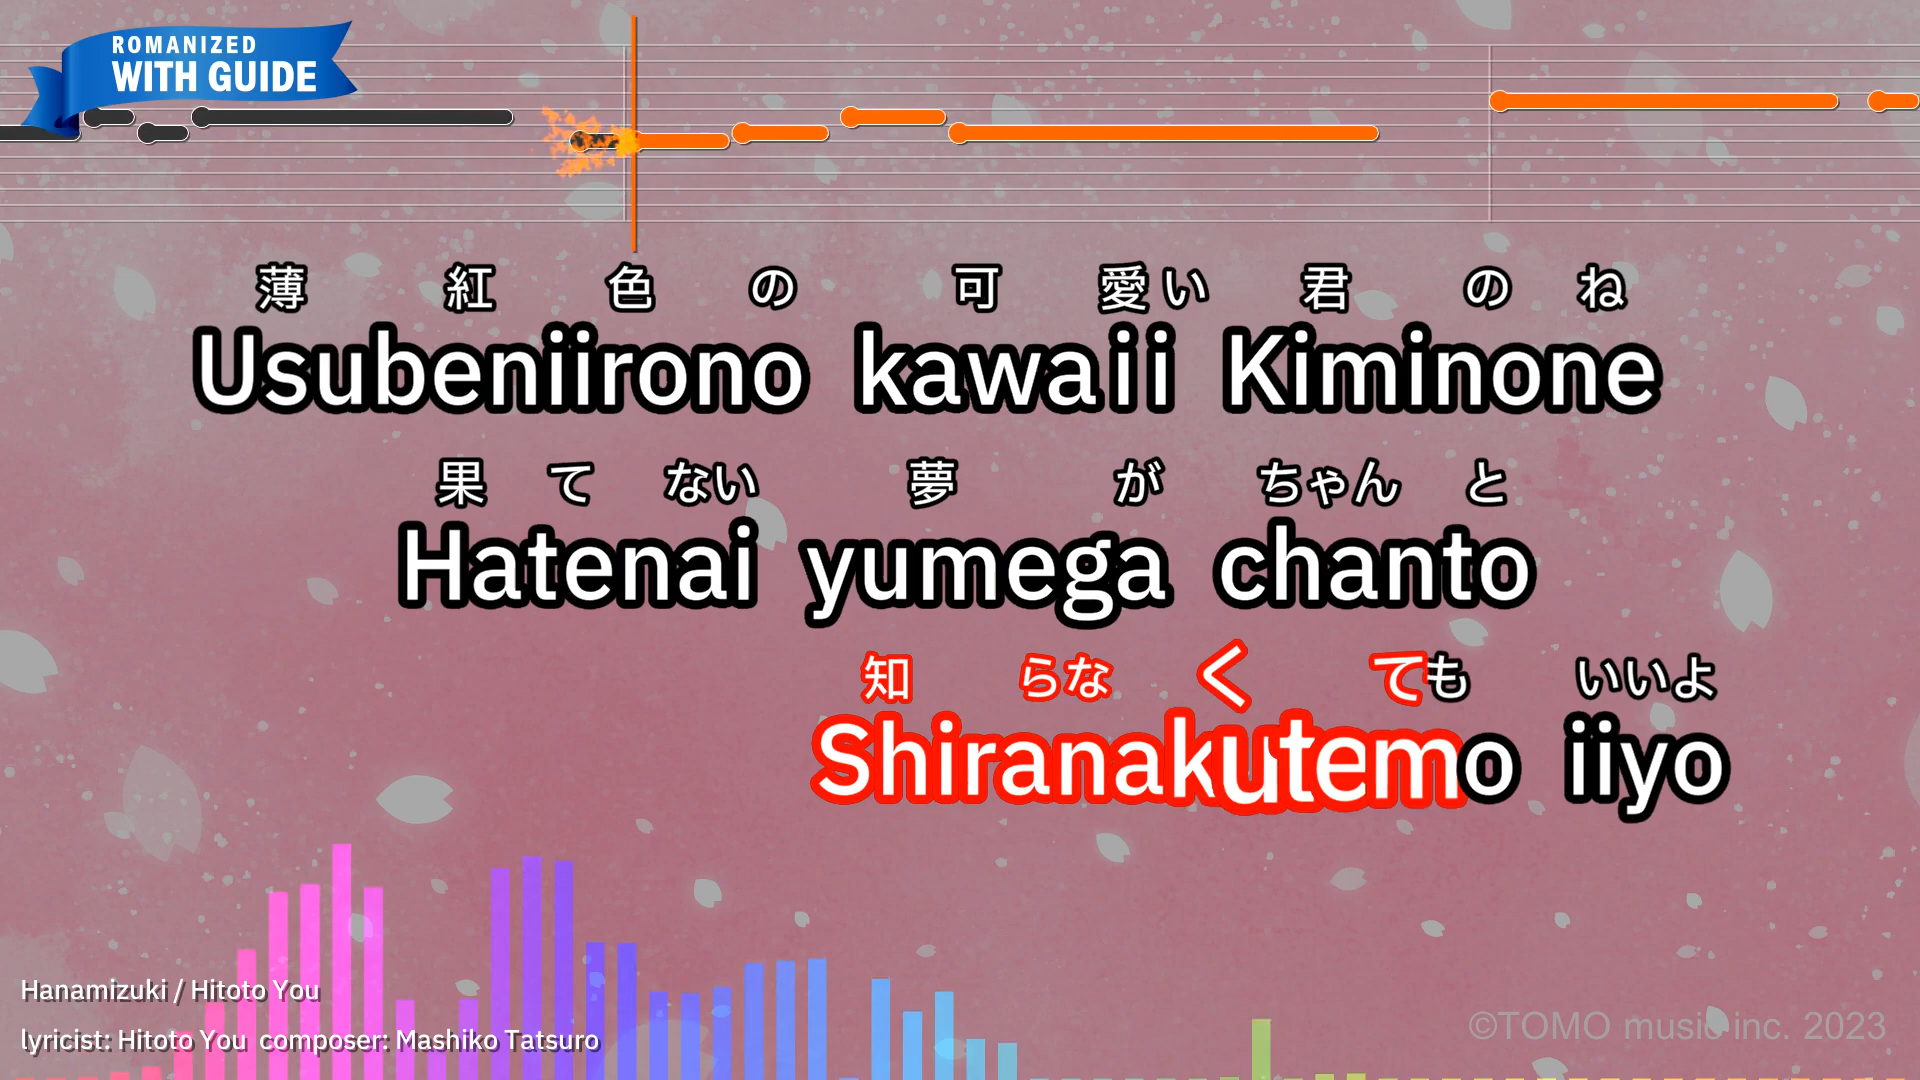 ROMANIZED
WITH GUIDE
薄紅色の 可愛い 君のね
Usubeniirono kawaii Kiminone
果てない 夢が ちゃんと
Hatenai yumega chanto
知らなくても いいよ
Shiranakutemo iiyo
Hanamizuki / Hitoto You
lyricist: Hitoto You composer: Mashiko Tatsuro
©TOMO music inc. 2023